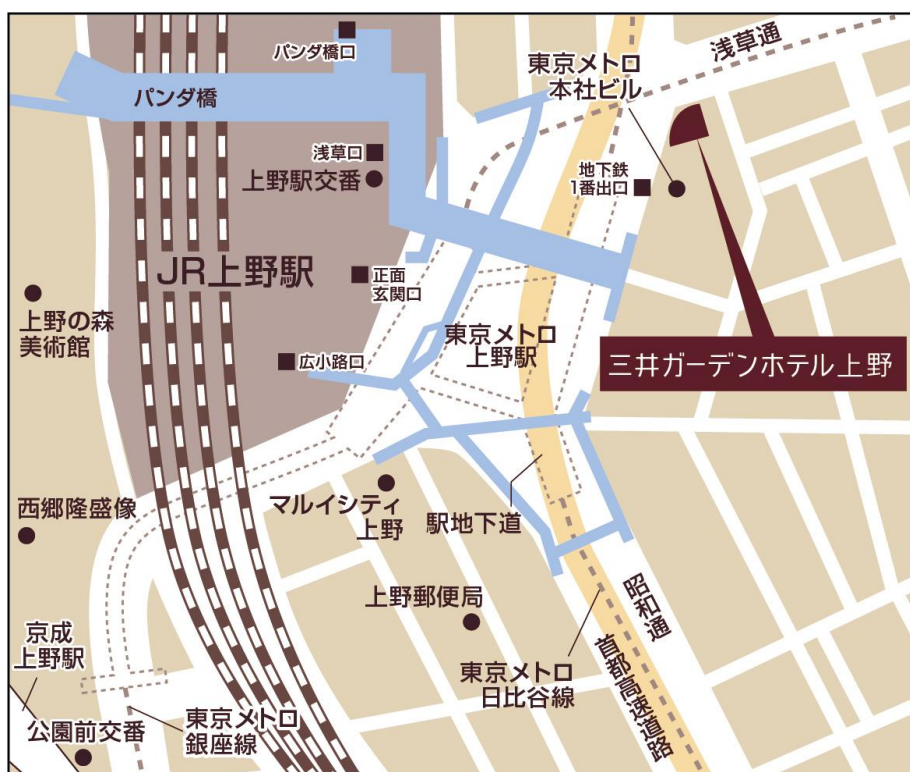 パンダ橋口
パンダ橋
浅草通
東京メトロ
本社ビル
浅草口
上野駅交番
地下鉄
1番出口
JR上野駅
正面
玄関口
上野の森
美術館
東京メトロ
上野駅
広小路口
三井ガーデンホテル上野
西郷隆盛像
マルイシティ
上野
駅地下道
上野郵便局
昭和通
京成
上野駅
東京メトロ
日比谷線
首都高速道路
公園前交番
東京メトロ
銀座線